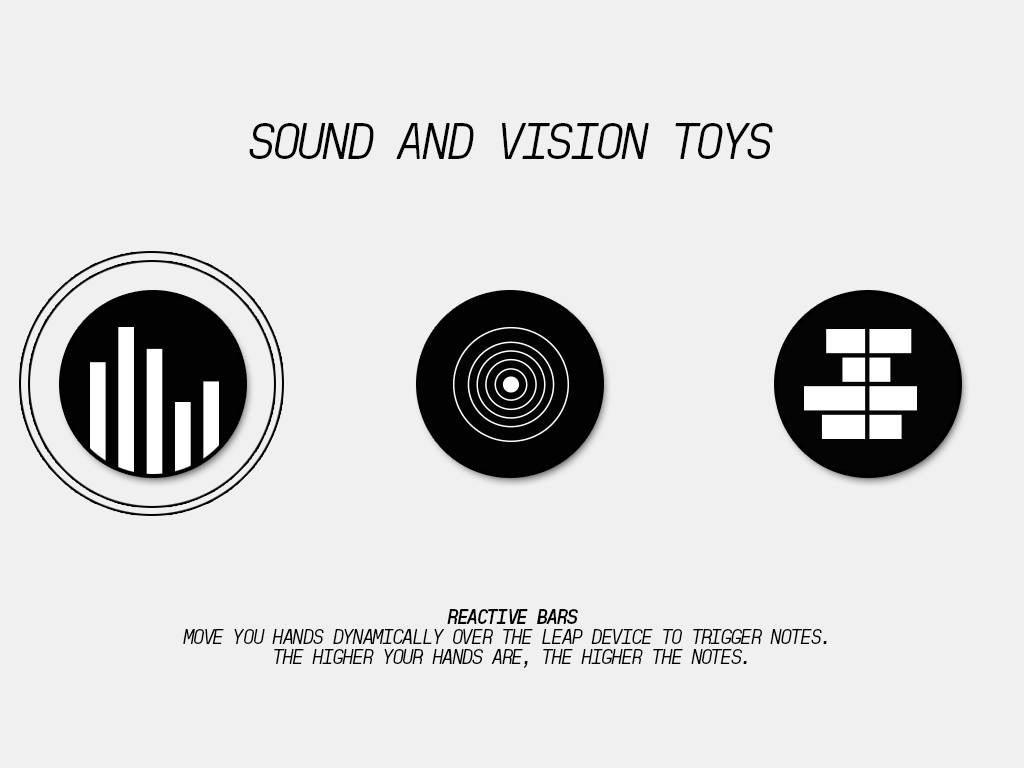 SOUND AND VISION TOYS
REACTIVE BARS
MOVE YOU HANDS DYNAMICALLY OVER THE LEAP DEVICE TO TRIGGER NOTES.
THE HIGHER YOUR HANDS ARE, THE HIGHER THE NOTES.